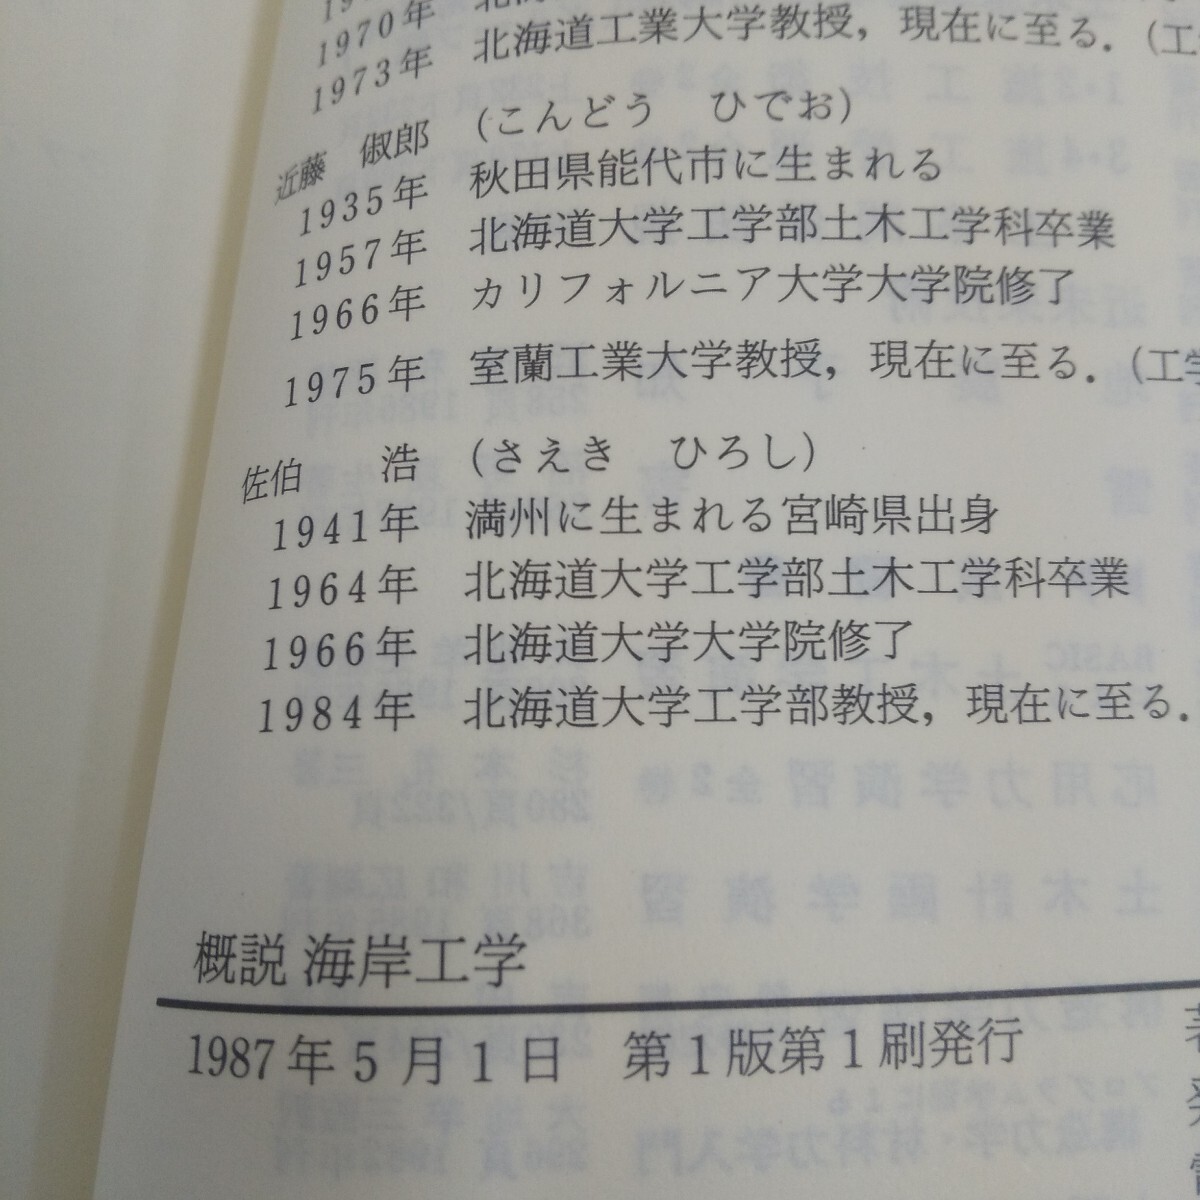 1970年
1973年 北海道工業大学教授，現在に至る．（工
近藤 俶郎 （こんどう ひでお）
1935年 秋田県能代市に生まれる
1957年 北海道大学工学部土木工学科卒業
1966年 カリフォルニア大学大学院修了
1975年 室蘭工業大学教授，現在に至る．（工学
佐伯 浩 （さえき ひろし）
1941年 満州に生まれる宮崎県出身
1964年 北海道大学工学部土木工学科卒業
1966年 北海道大学大学院修了
1984年 北海道大学工学部教授，現在に至る．
概説 海岸工学
1987年5月1日 第1版第1刷発行